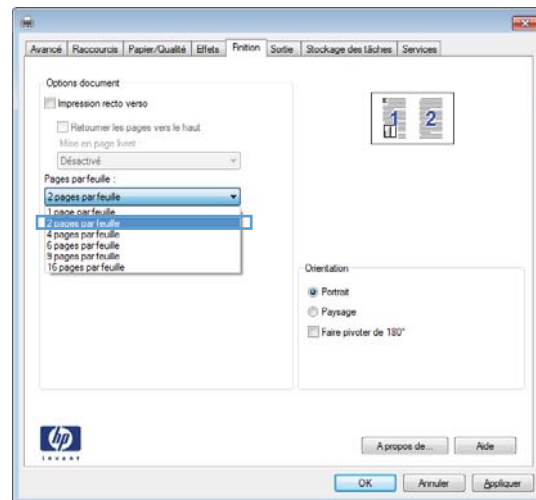 Avancé Raccourcis Papier/Qualité Effets Finition Sortie Stockage des tâches Services
Options document
Impression recto verso
Retourner les pages vers le haut
Mise en page livret :
Désactivé
Pages par feuille :
2 pages par feuille
1 page par feuille
2 pages par feuille
4 pages par feuille
6 pages par feuille
9 pages par feuille
16 pages par feuille
1 2
Orientation
Portrait
Paysage
Faire pivoter de 180°
hp
invent
A propos de... Aide
OK Annuler Appliquer